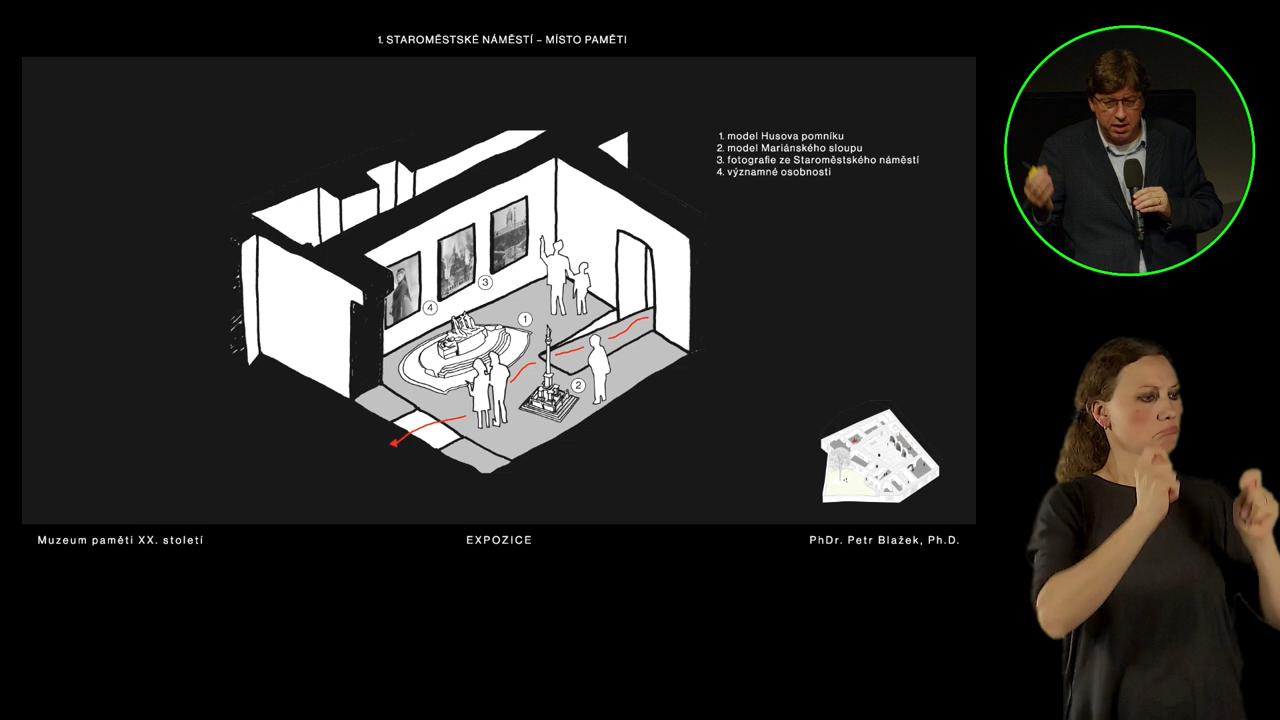 1. STAROMĚSTSKÉ NÁMĚSTÍ – MÍSTO PAMĚTI
1. model Husova pomníku
2. model Mariánského sloupu
3. fotografie ze Staroměstského náměstí
4. významné osobnosti
3
4
1
2
Muzeum paměti XX. století
EXPOZICE
PhDr. Petr Blažek, Ph.D.